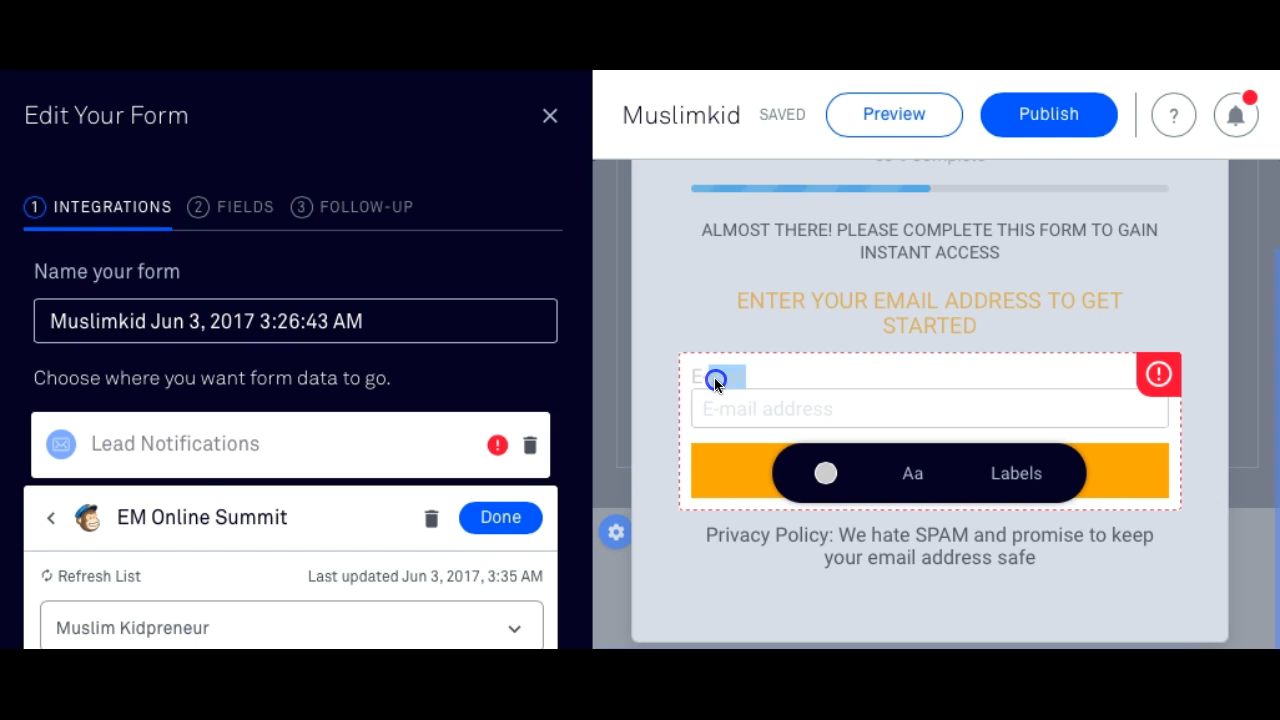 Edit Your Form
1 INTEGRATIONS 2 FIELDS 3 FOLLOW-UP
Name your form
Muslimkid Jun 3, 2017 3:26:43 AM
Choose where you want form data to go.
Lead Notifications
EM Online Summit
Done
Refresh List Last updated Jun 3, 2017, 3:35 AM
Muslim Kidpreneur
Muslimkid SAVED Preview Publish ?
ALMOST THERE! PLEASE COMPLETE THIS FORM TO GAIN
INSTANT ACCESS
ENTER YOUR EMAIL ADDRESS TO GET
STARTED
E-mail address
Aa Labels
Privacy Policy: We hate SPAM and promise to keep
your email address safe